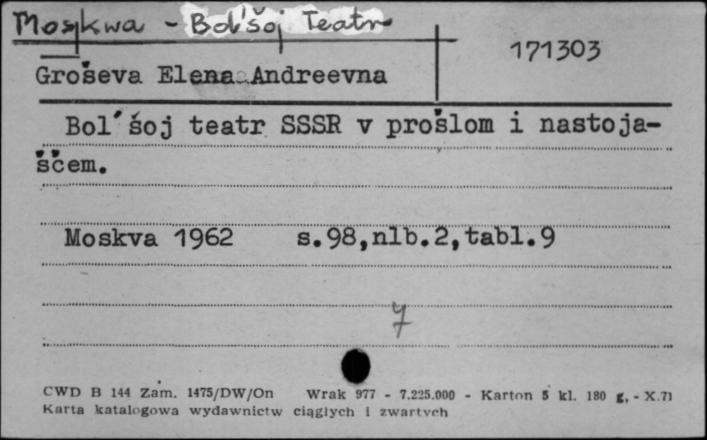 Moskwa - Bol'šoj Teatr
171303
Groševa Elena Andreevna
Bol'šoj teatr SSSR v prošlom i nastoja-
ščem.
Moskva 1962 s.98,nlb.2,tabl.9
7
CWD B 144 Zam. 1475/DW/On Wrak 977 - 7.225.000 - Karton 5 kl. 180 g, - X.71
Karta katalogowa wydawnictw ciągłych i zwartych